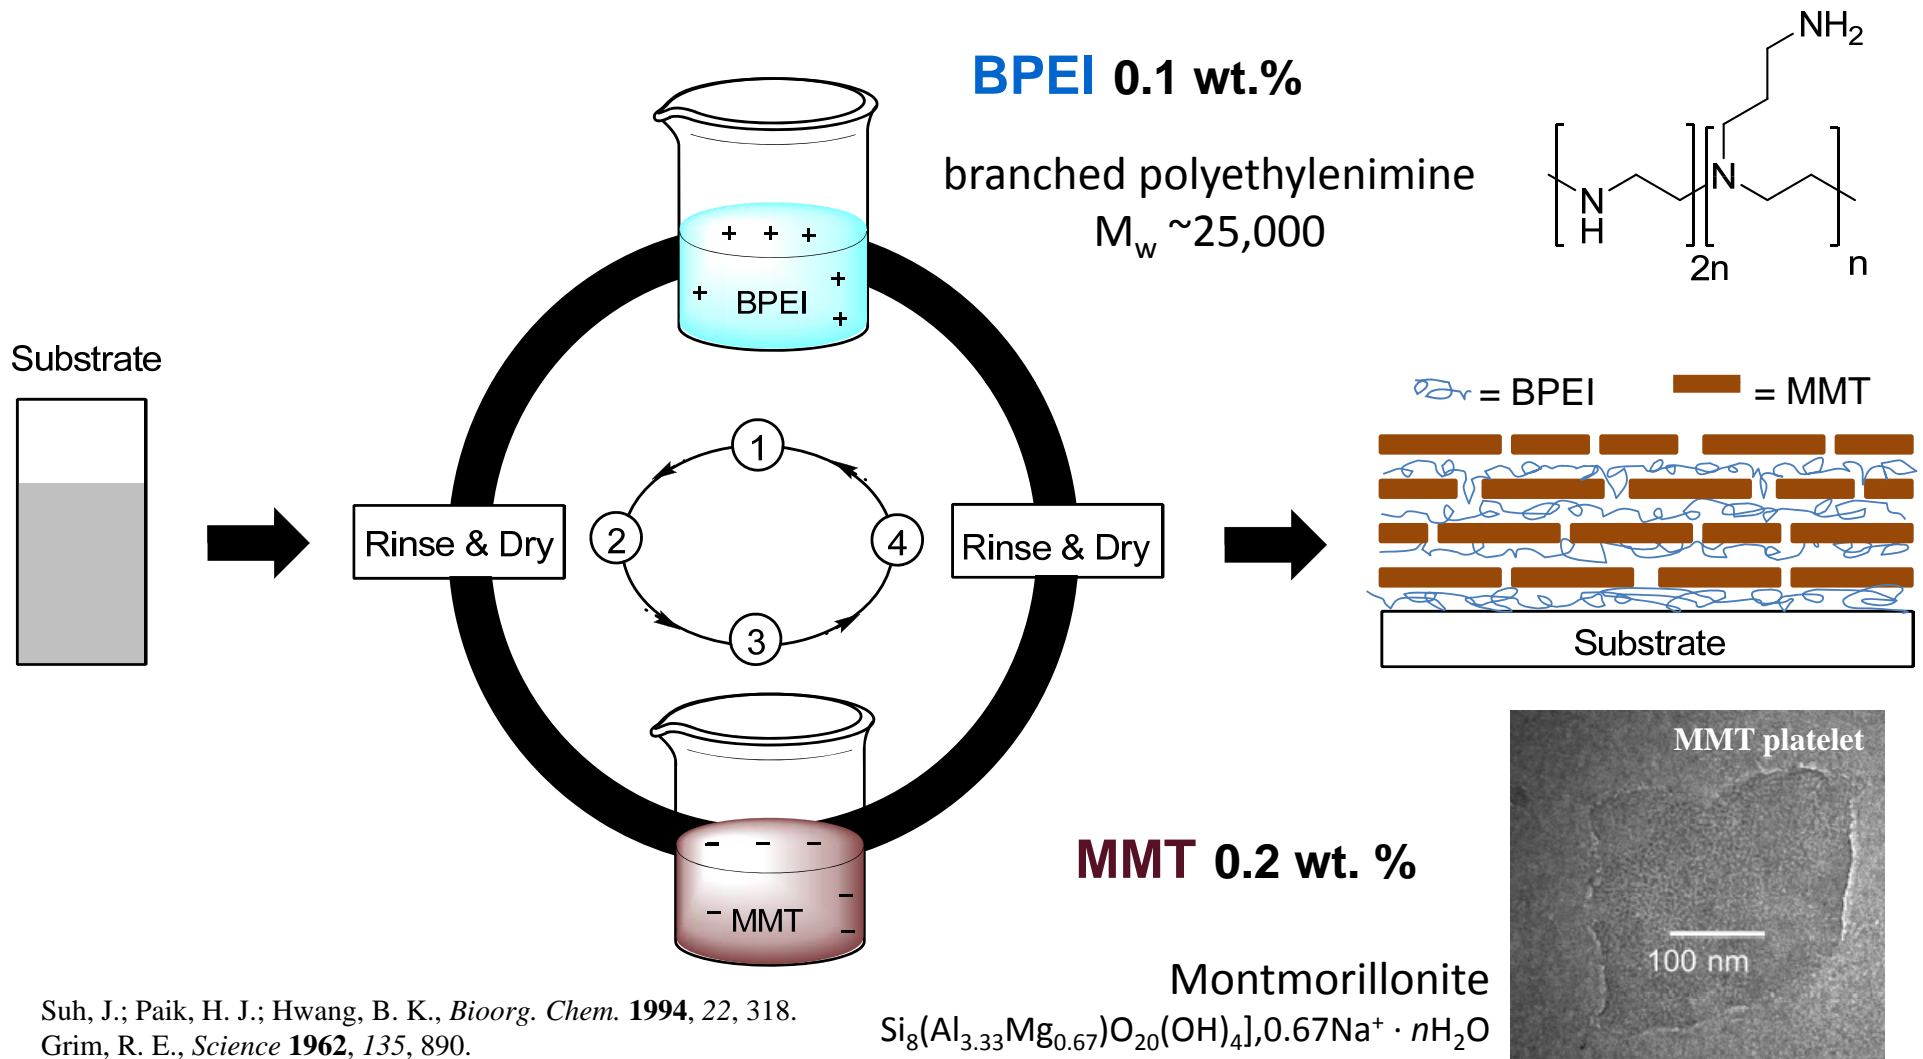 BPEI 0.1 wt.%
branched polyethylenimine
M_w ~25,000
NH2
N
H
N
2n
n
+ + +
+
+
+
BPEI
Substrate
1
2
3
4
Rinse & Dry
Rinse & Dry
= BPEI
= MMT
Substrate
- - -
-
-
-
MMT
MMT 0.2 wt. %
Montmorillonite
Si8(Al3.33Mg0.67)O20(OH)4],0.67Na+ · nH2O
MMT platelet
100 nm
Suh, J.; Paik, H. J.; Hwang, B. K., Bioorg. Chem. 1994, 22, 318.
Grim, R. E., Science 1962, 135, 890.